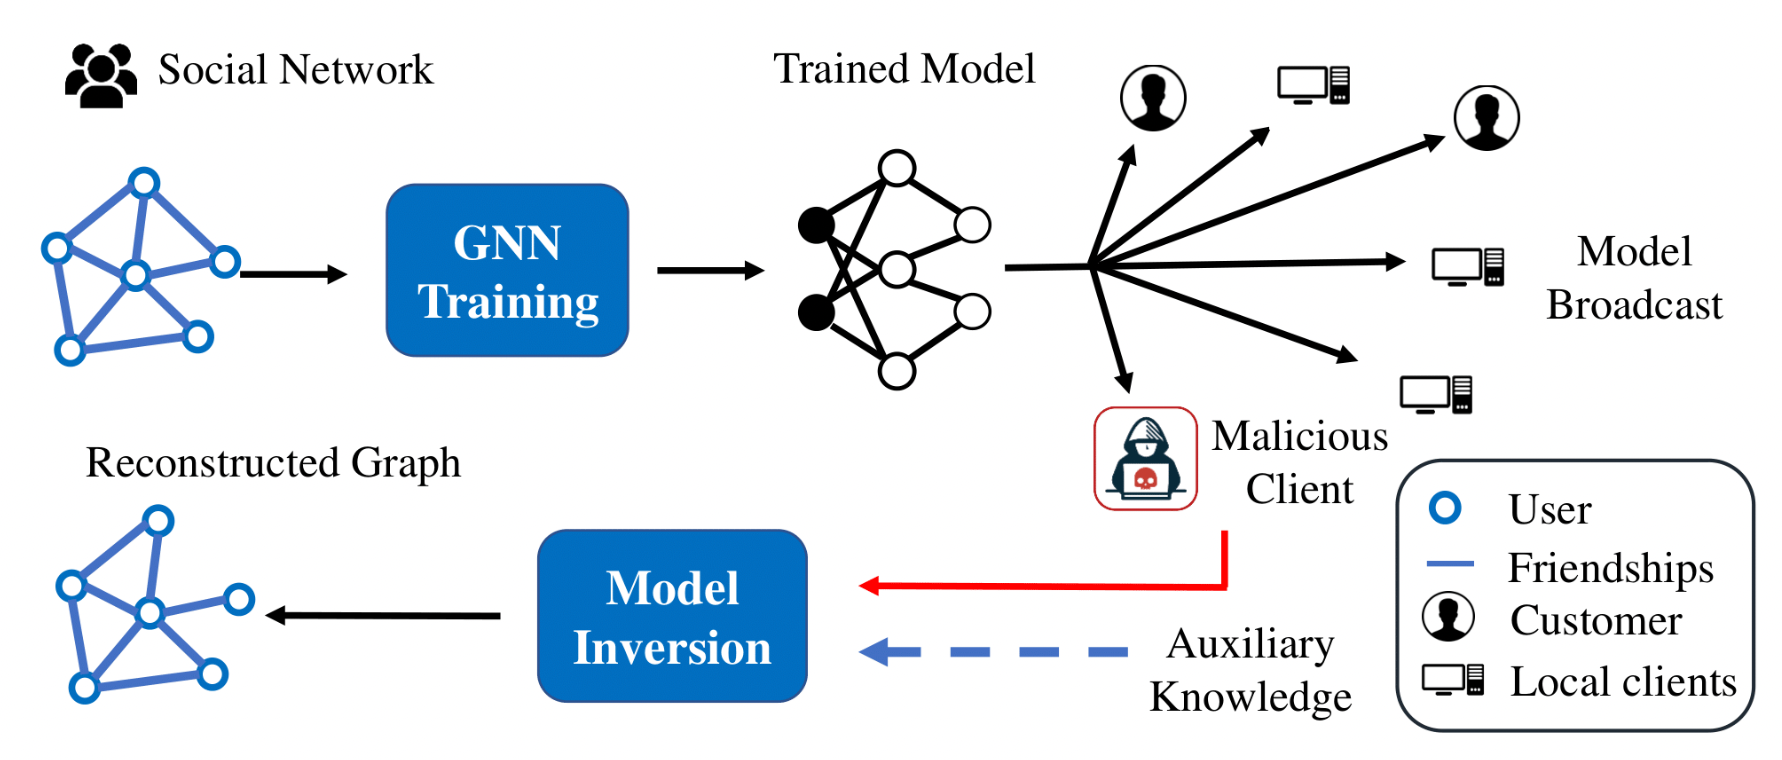 Social Network
Trained Model
GNN
Training
Model
Broadcast
Malicious
Client
Reconstructed Graph
Model
Inversion
Auxiliary
Knowledge
User
Friendships
Customer
Local clients